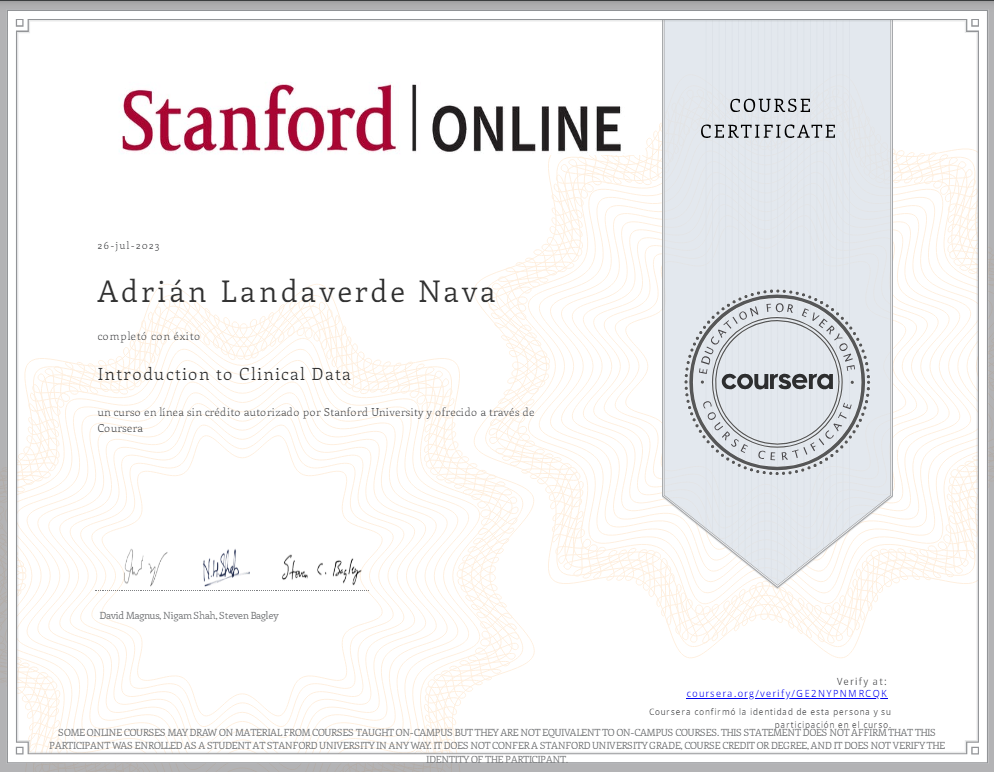 Stanford | ONLINE
COURSE
CERTIFICATE
26-jul-2023
Adrián Landaverde Nava
completó con éxito
Introduction to Clinical Data
un curso en línea sin crédito autorizado por Stanford University y ofrecido a través de
Coursera
EDUCATION FOR EVERYONE
coursera
COURSE CERTIFICATE
N.H.Shah
Steven C. Bagley
David Magnus, Nigam Shah, Steven Bagley
Verify at:
coursera.org/verify/GE2NYPNMRCQK
Coursera confirmó la identidad de esta persona y su
participación en el curso.
SOME ONLINE COURSES MAY DRAW ON MATERIAL FROM COURSES TAUGHT ON-CAMPUS BUT THEY ARE NOT EQUIVALENT TO ON-CAMPUS COURSES. THIS STATEMENT DOES NOT AFFIRM THAT THIS
PARTICIPANT WAS ENROLLED AS A STUDENT AT STANFORD UNIVERSITY IN ANY WAY. IT DOES NOT CONFER A STANFORD UNIVERSITY GRADE, COURSE CREDIT OR DEGREE, AND IT DOES NOT VERIFY THE
IDENTITY OF THE PARTICIPANT.